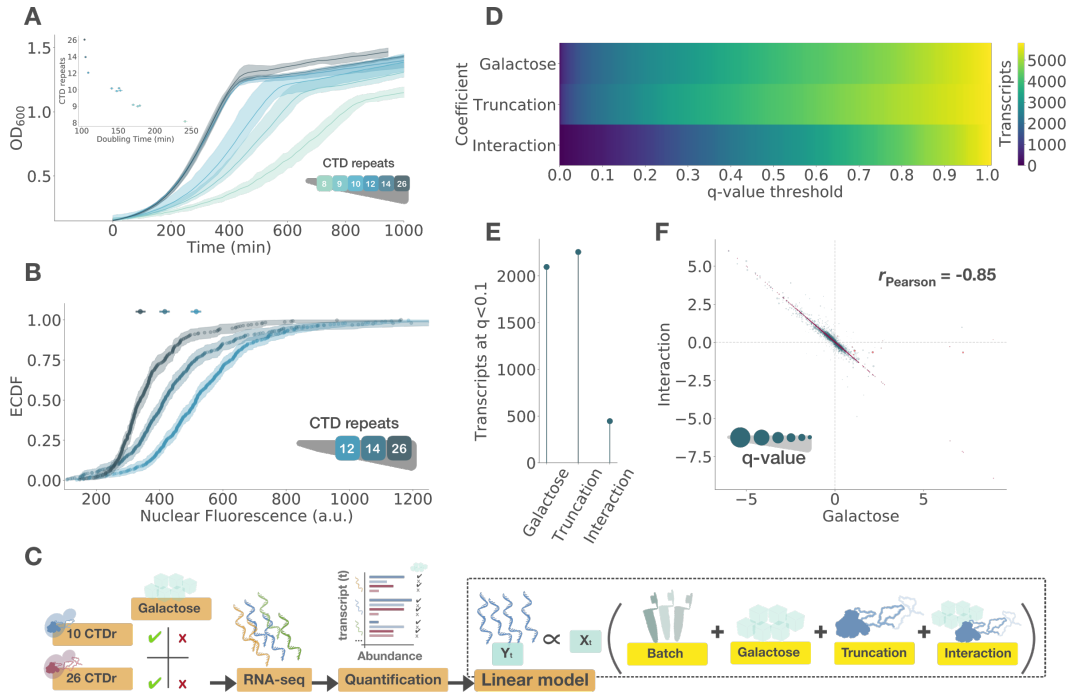 A
1.5
1.0
0.5
OD600
0
200
400
600
800
1000
Time (min)
26
14
12
10
9
8
CTD repeats
100
150
200
250
Doubling Time (min)
CTD repeats
8 9 10 12 14 26
B
1.00
0.75
0.50
0.25
0.00
ECDF
200
400
600
800
1000
1200
Nuclear Fluorescence (a.u.)
CTD repeats
12 14 26
D
Coefficient
Galactose
Truncation
Interaction
0.0 0.1 0.2 0.3 0.4 0.5 0.6 0.7 0.8 0.9 1.0
q-value threshold
5000
4000
3000
2000
1000
0
Transcripts
E
2000
1500
1000
500
0
Transcripts at q<0.1
Galactose
Truncation
Interaction
F
5.0
2.5
0.0
−2.5
−5.0
−7.5
Interaction
−5
0
5
Galactose
rPearson = -0.85
q-value
C
Galactose
10 CTDr
26 CTDr
✓ x
✓ x
RNA-seq
transcript (t)
...
Abundance
Quantification
Linear model
Yt
∝
Xt
(
Batch
+
Galactose
+
Truncation
+
Interaction
)